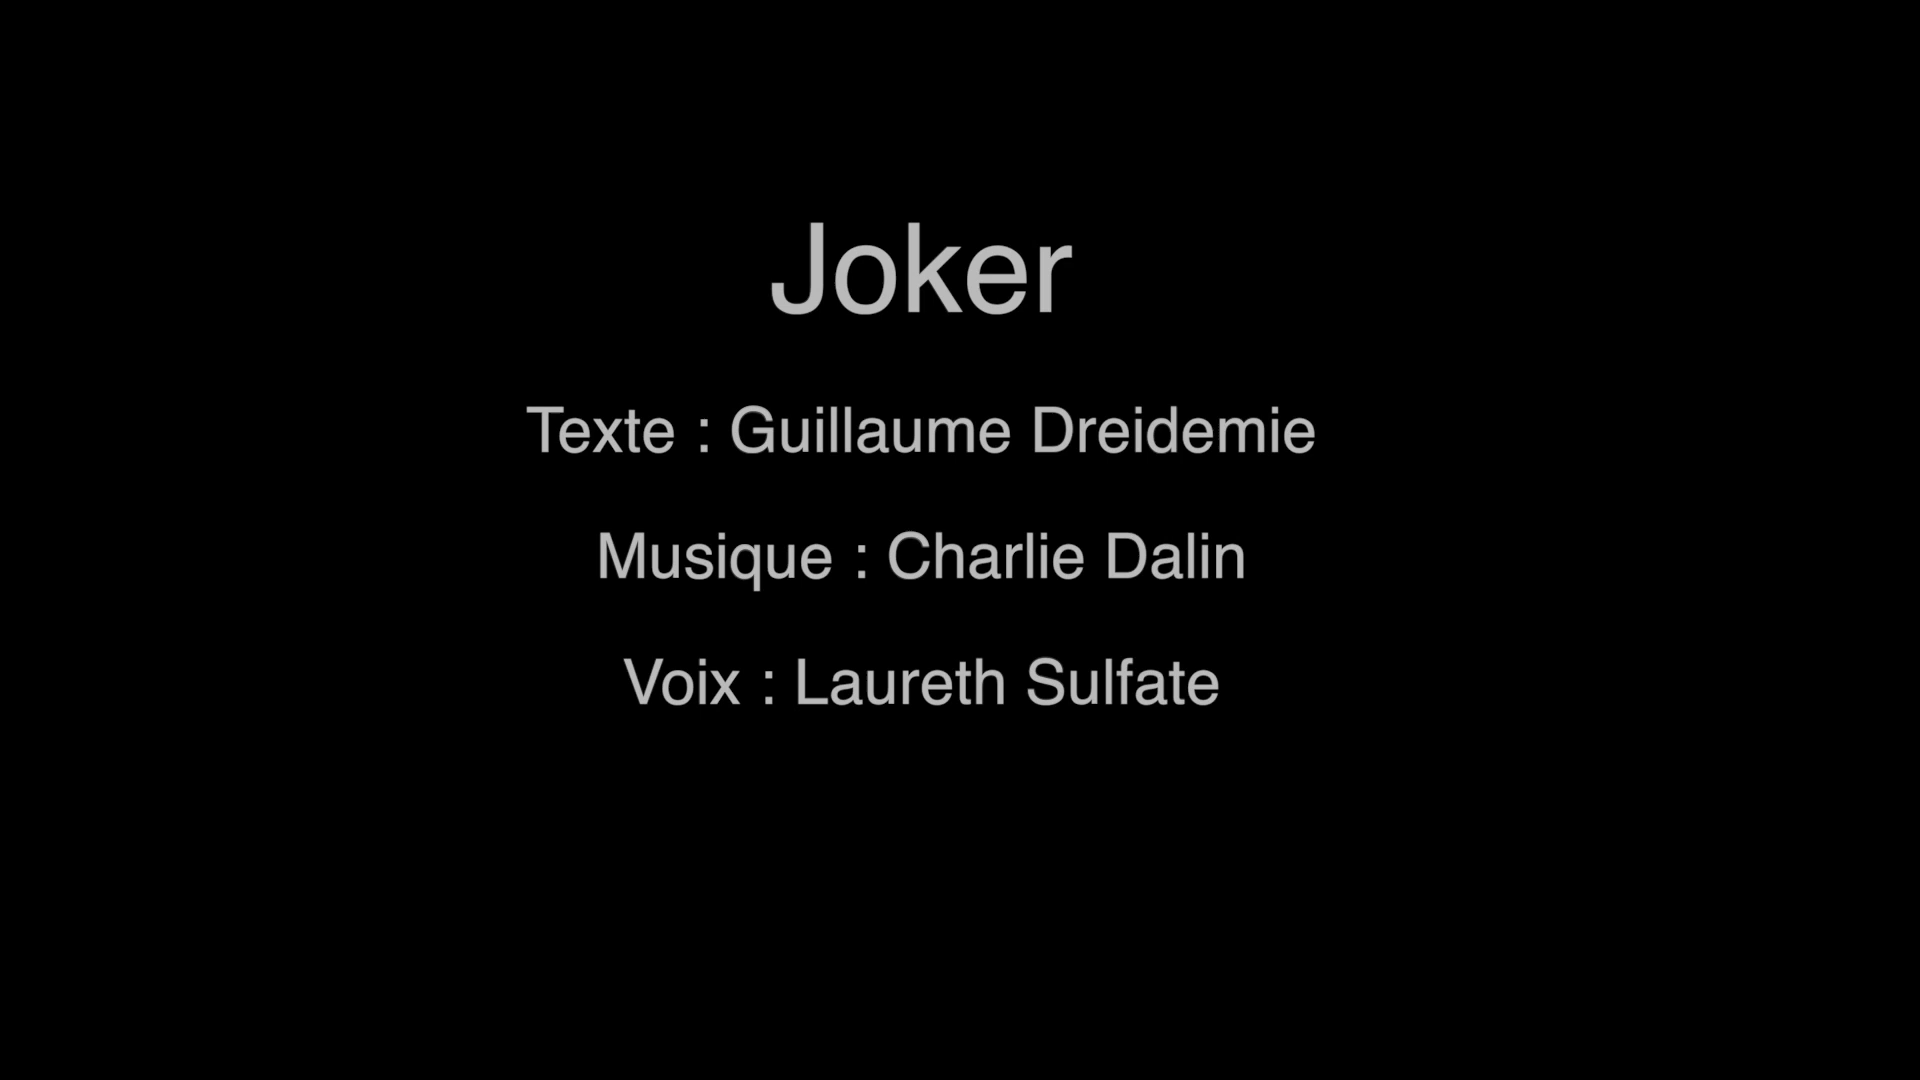 Joker
Texte : Guillaume Dreidemie
Musique : Charlie Dalin
Voix : Laureth Sulfate